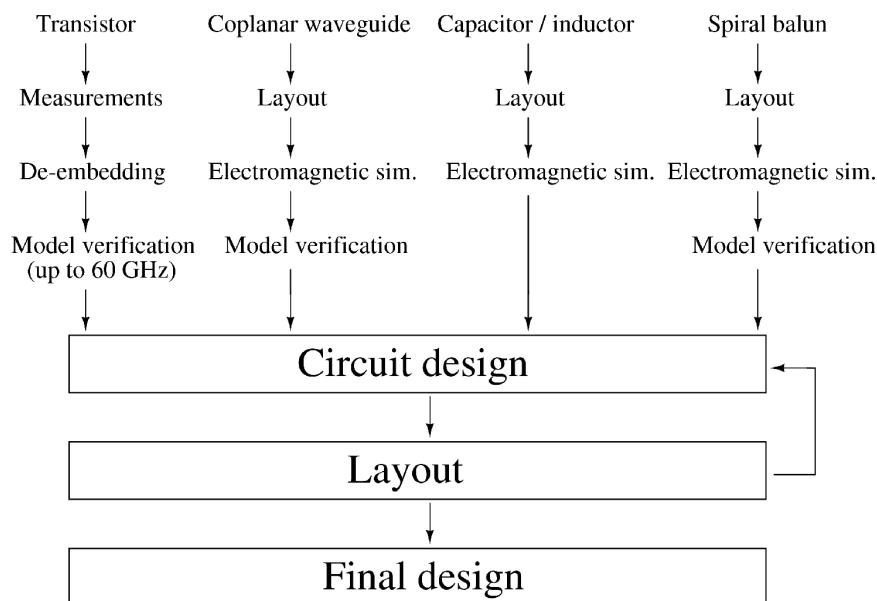 Transistor Coplanar waveguide Capacitor / inductor Spiral balun
Measurements Layout Layout Layout
De-embedding Electromagnetic sim. Electromagnetic sim. Electromagnetic sim.
Model verification Model verification Model verification
(up to 60 GHz)
Circuit design
Layout
Final design